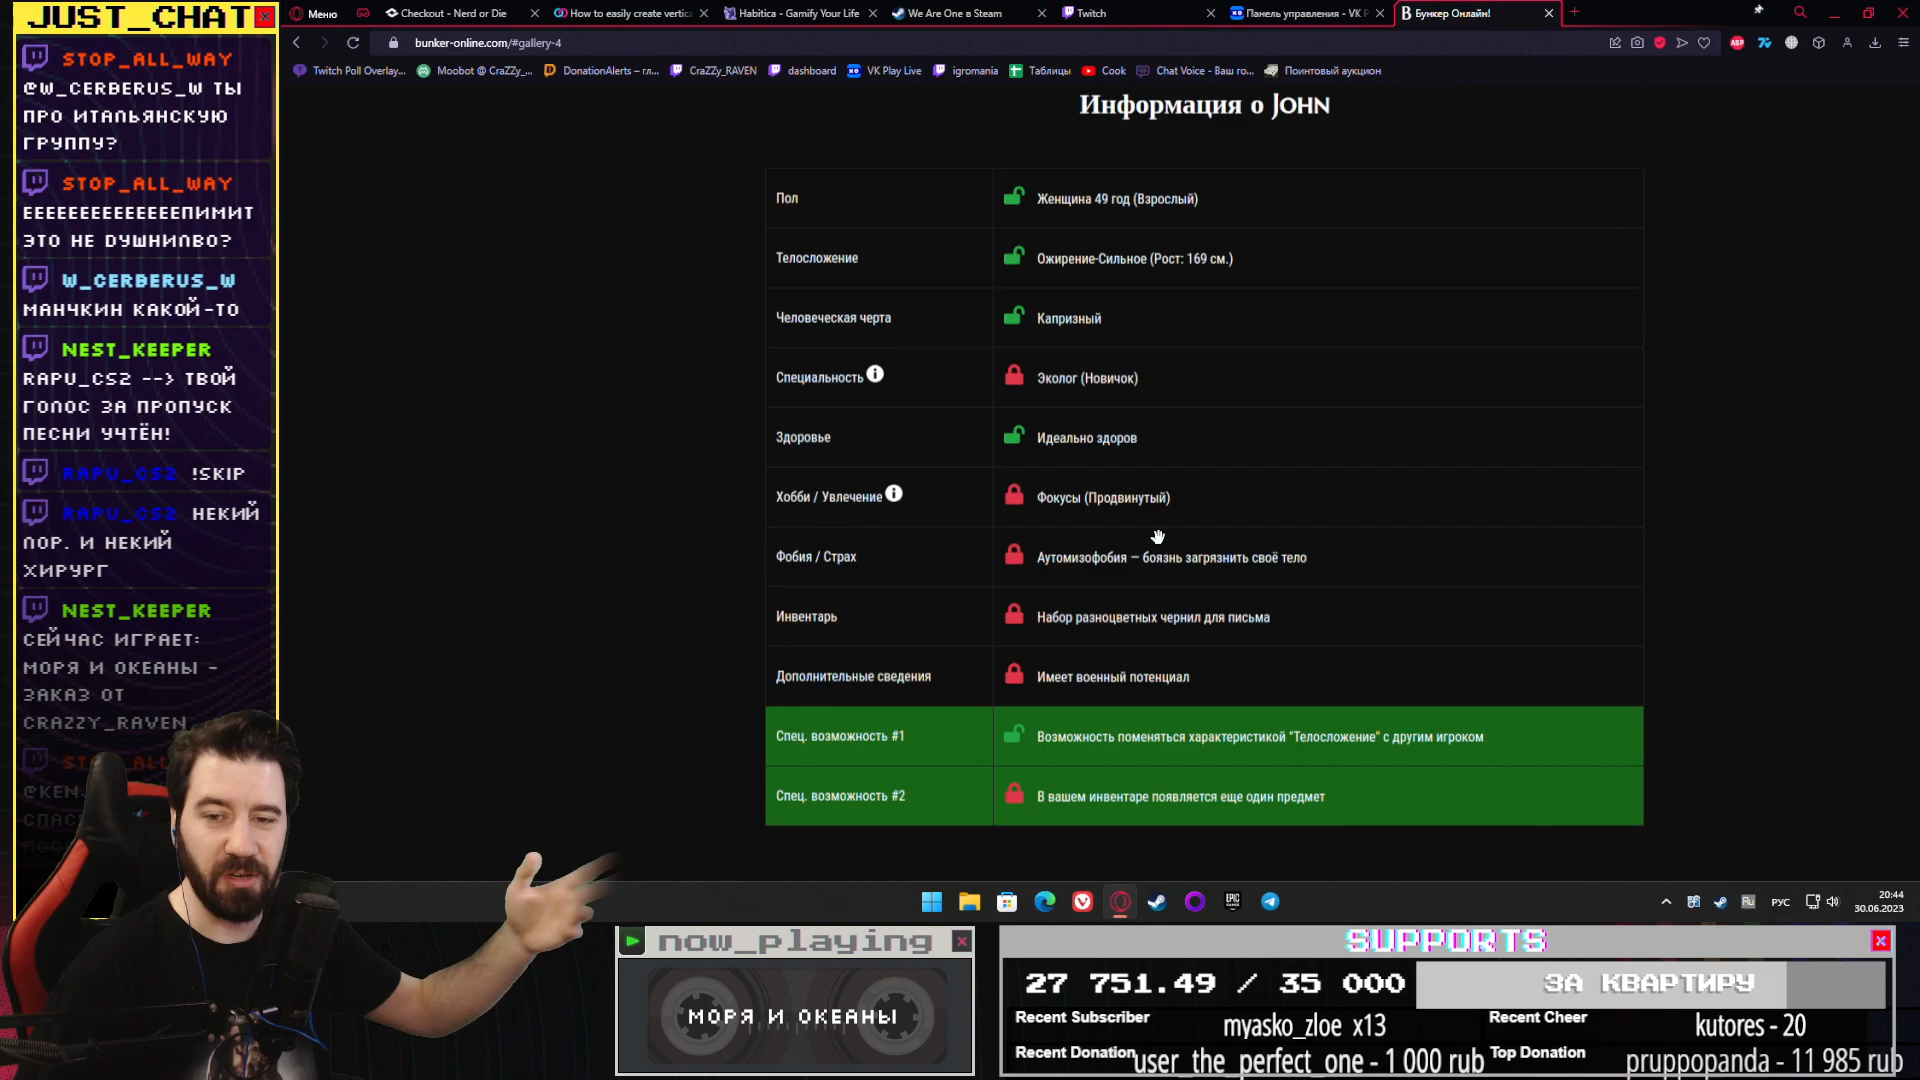 JUST_CHAT
STOP_ALL_WAY
@W_CERBERUS_W ТЫ
ПРО ИТАЛЬЯНСКУЮ
ГРУППУ?
STOP_ALL_WAY
ЕЕЕЕЕЕЕЕЕЕЕЕЕЕПИМИТ
ЭТО НЕ DУШНИЛВО?
W_CERBERUS_W
МАНЧКИН КАКОЙ-ТО
NEST_KEEPER
RAPU_CS2 --> ТВОЙ
ГОЛОС ЗА ПРОПУСК
ПЕСНИ УЧТЁН!
RAPU_CS2 !SKIP
RAPU_CS2 НЕКИЙ
ЛОР. И НЕКИЙ
ХИРУРГ
NEST_KEEPER
СЕЙЧАС ИГРАЕТ:
МОРЯ И ОКЕАНЫ -
ЗАКАЗ ОТ
CRAZZY_RAVEN
Меню
Checkout - Nerd or Die
How to easily create vertic
Habitica - Gamify Your Life
We Are One в Steam
Twitch
Панель управления - VK P
Бункер Онлайн!
bunker-online.com/#gallery-4
Twitch Poll Overlay...
Moobot @ CraZZy_...
DonationAlerts – гл...
CraZZy_RAVEN
dashboard
VK Play Live
igromania
Таблицы
Cook
Chat Voice - Ваш го...
Поинтовый аукцион
Информация о John
Пол
Женщина 49 год (Взрослый)
Телосложение
Ожирение-Сильное (Рост: 169 см.)
Человеческая черта
Капризный
Специальность
Эколог (Новичок)
Здоровье
Идеально здоров
Хобби / Увлечение
Фокусы (Продвинутый)
Фобия / Страх
Аутомизофобия — боязнь загрязнить своё тело
Инвентарь
Набор разноцветных чернил для письма
Дополнительные сведения
Имеет военный потенциал
Спец. возможность #1
Возможность поменяться характеристикой "Телосложение" с другим игроком
Спец. возможность #2
В вашем инвентаре появляется еще один предмет
РУС
20:44
30.06.2023
now_playing
МОРЯ И ОКЕАНЫ
SUPPORTS
27 751.49 / 35 000
ЗА КВАРТИРУ
Recent Subscriber
myasko_zloe x13
Recent Cheer
kutores - 20
Recent Donation
user_the_perfect_one - 1 000 rub
Top Donation
pruppopanda - 11 985 rub